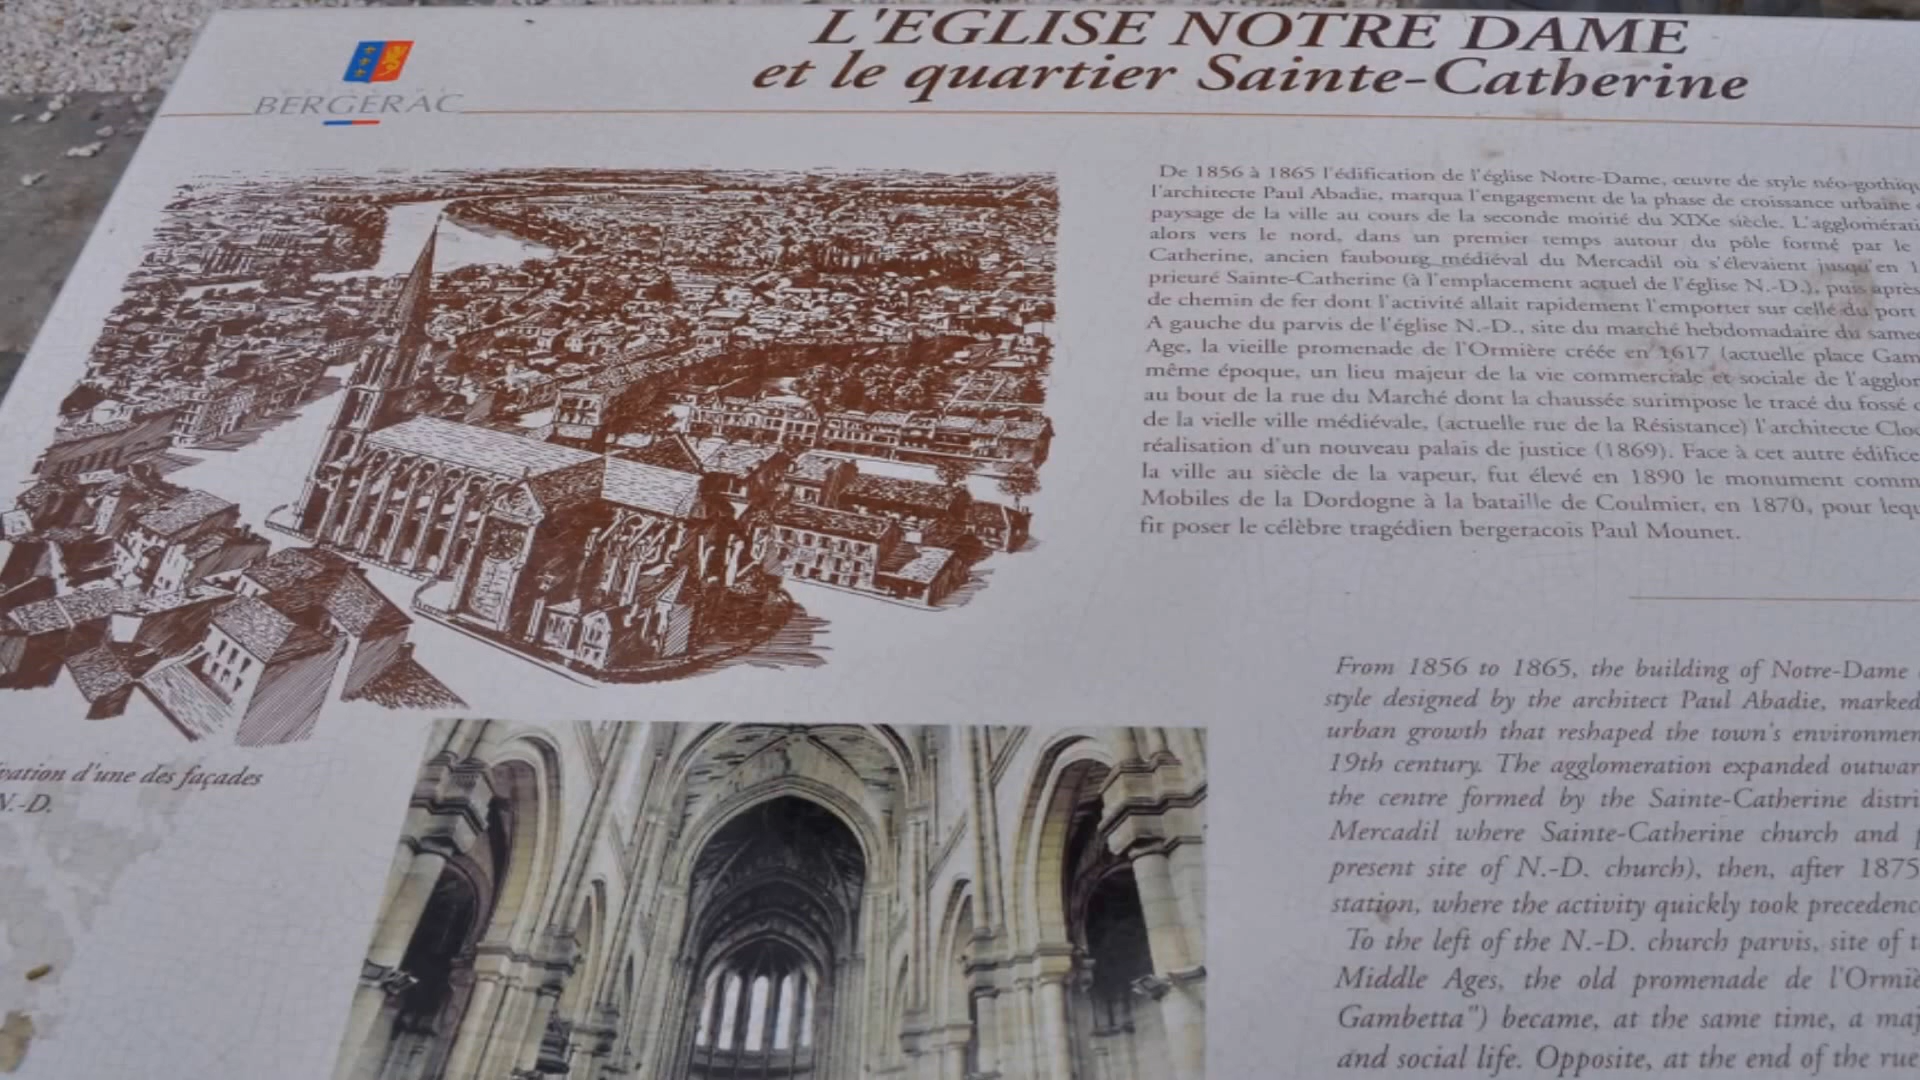 BERGERAC
L'EGLISE NOTRE DAME
et le quartier Sainte-Catherine
De 1856 à 1865 l'édification de l'église Notre-Dame, œuvre de style néo-gothiqu
l'architecte Paul Abadie, marqua l'engagement de la phase de croissance urbaine
paysage de la ville au cours de la seconde moitié du XIXe siècle. L'agglomérati
alors vers le nord, dans un premier temps autour du pôle formé par le
Catherine, ancien faubourg médiéval du Mercadil où s'élevaient jusqu'en 1
prieuré Sainte-Catherine (à l'emplacement actuel de l'église N.-D.), puis après
de chemin de fer dont l'activité allait rapidement l'emporter sur celle du port
A gauche du parvis de l'église N.-D., site du marché hebdomadaire du same
Age, la vieille promenade de l'Ormière créée en 1617 (actuelle place Gam
même époque, un lieu majeur de la vie commerciale et sociale de l'agglor
au bout de la rue du Marché dont la chaussée surimpose le tracé du fossé
de la vielle ville médiévale, (actuelle rue de la Résistance) l'architecte Clo
réalisation d'un nouveau palais de justice (1869). Face à cet autre édifice
la ville au siècle de la vapeur, fut élevé en 1890 le monument comm
Mobiles de la Dordogne à la bataille de Coulmier, en 1870, pour lequ
fit poser le célèbre tragédien bergeracois Paul Mounet.
From 1856 to 1865, the building of Notre-Dame
style designed by the architect Paul Abadie, marked
urban growth that reshaped the town's environmen
19th century. The agglomeration expanded outwar
the centre formed by the Sainte-Catherine distri
Mercadil where Sainte-Catherine church and p
present site of N.-D. church), then, after 1875
station, where the activity quickly took precedenc
To the left of the N.-D. church parvis, site of t
Middle Ages, the old promenade de l'Ormiè
Gambetta") became, at the same time, a maj
and social life. Opposite, at the end of the rue
vation d'une des façades
N.-D.